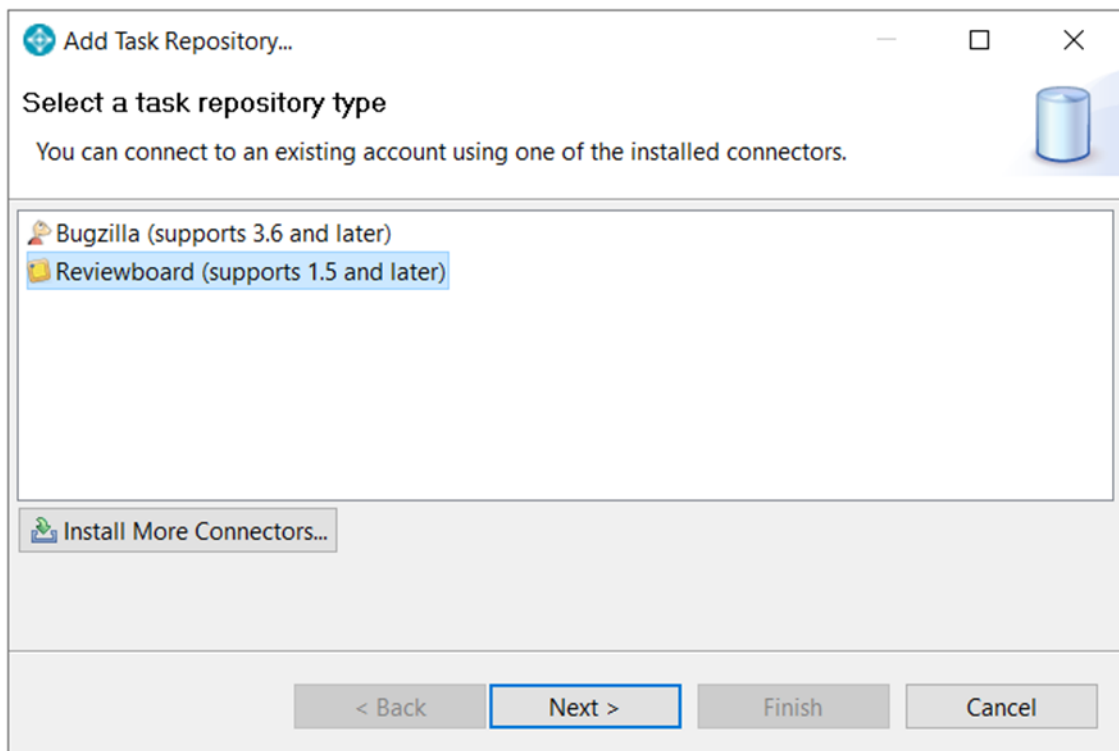 Add Task Repository...
Select a task repository type
You can connect to an existing account using one of the installed connectors.
Bugzilla (supports 3.6 and later)
Reviewboard (supports 1.5 and later)
Install More Connectors...
< Back Next > Finish Cancel